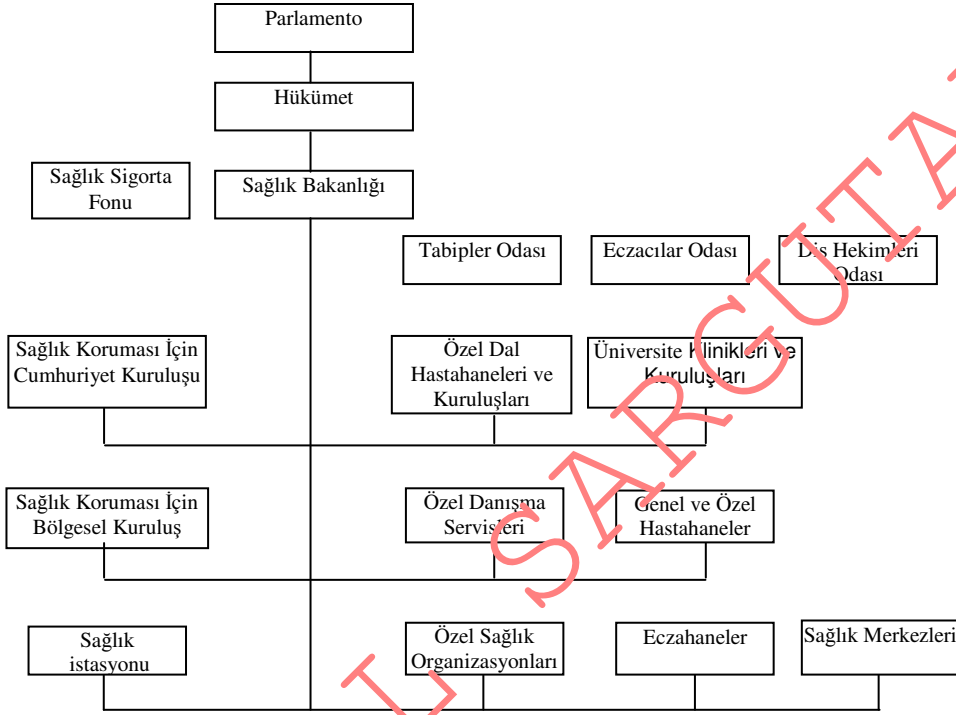 Parlamento
Hükümet
Sağlık Sigorta
Fonu
Sağlık Bakanlığı
Tabipler Odası
Eczacılar Odası
Diş Hekimleri
Odası
Sağlık Koruması İçin
Cumhuriyet Kuruluşu
Özel Dal
Hastahaneleri ve
Kuruluşları
Üniversite Klinikleri ve
Kuruluşları
Sağlık Koruması İçin
Bölgesel Kuruluş
Özel Danışma
Servisleri
Genel ve Özel
Hastahaneler
Sağlık
istasyonu
Özel Sağlık
Organizasyonları
Eczahaneler
Sağlık Merkezleri
L SARGUTA